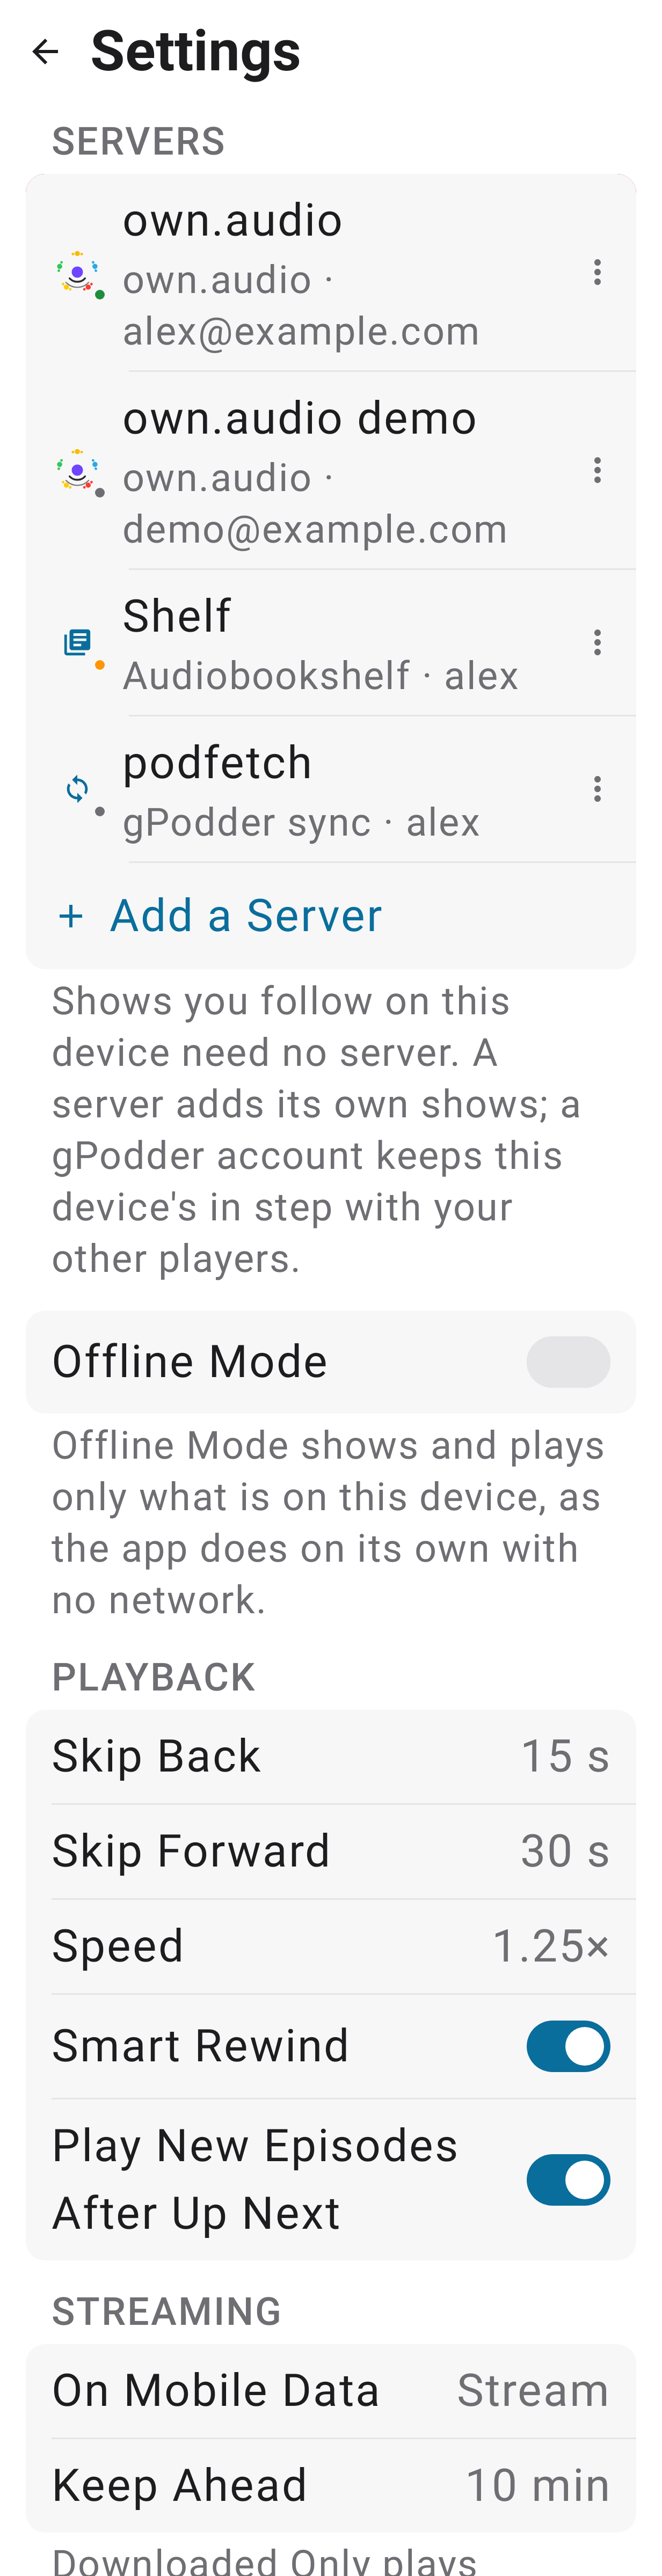 Settings
SERVERS
own.audio
own.audio ·
alex@example.com
own.audio demo
own.audio ·
demo@example.com
Shelf
Audiobookshelf · alex
podfetch
gPodder sync · alex
+ Add a Server
Shows you follow on this
device need no server. A
server adds its own shows; a
gPodder account keeps this
device's in step with your
other players.
Offline Mode
Offline Mode shows and plays
only what is on this device, as
the app does on its own with
no network.
PLAYBACK
Skip Back 15 s
Skip Forward 30 s
Speed 1.25×
Smart Rewind
Play New Episodes
After Up Next
STREAMING
On Mobile Data Stream
Keep Ahead 10 min
Downloaded Only plays